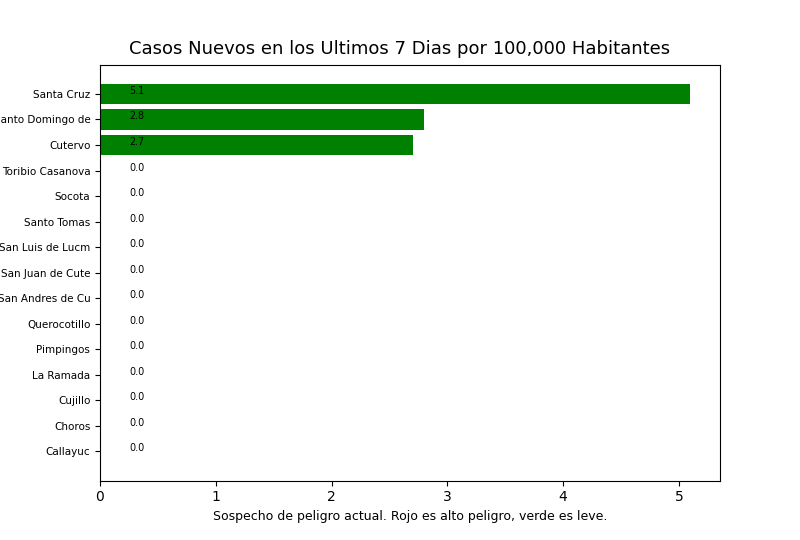 Casos Nuevos en los Ultimos 7 Dias por 100,000 Habitantes
Santa Cruz 5.1
anto Domingo de 2.8
Cutervo 2.7
Toribio Casanova 0.0
Socota 0.0
Santo Tomas 0.0
San Luis de Lucm 0.0
San Juan de Cute 0.0
San Andres de Cu 0.0
Querocotillo 0.0
Pimpingos 0.0
La Ramada 0.0
Cujillo 0.0
Choros 0.0
Callayuc 0.0
0 1 2 3 4 5
Sospecho de peligro actual. Rojo es alto peligro, verde es leve.